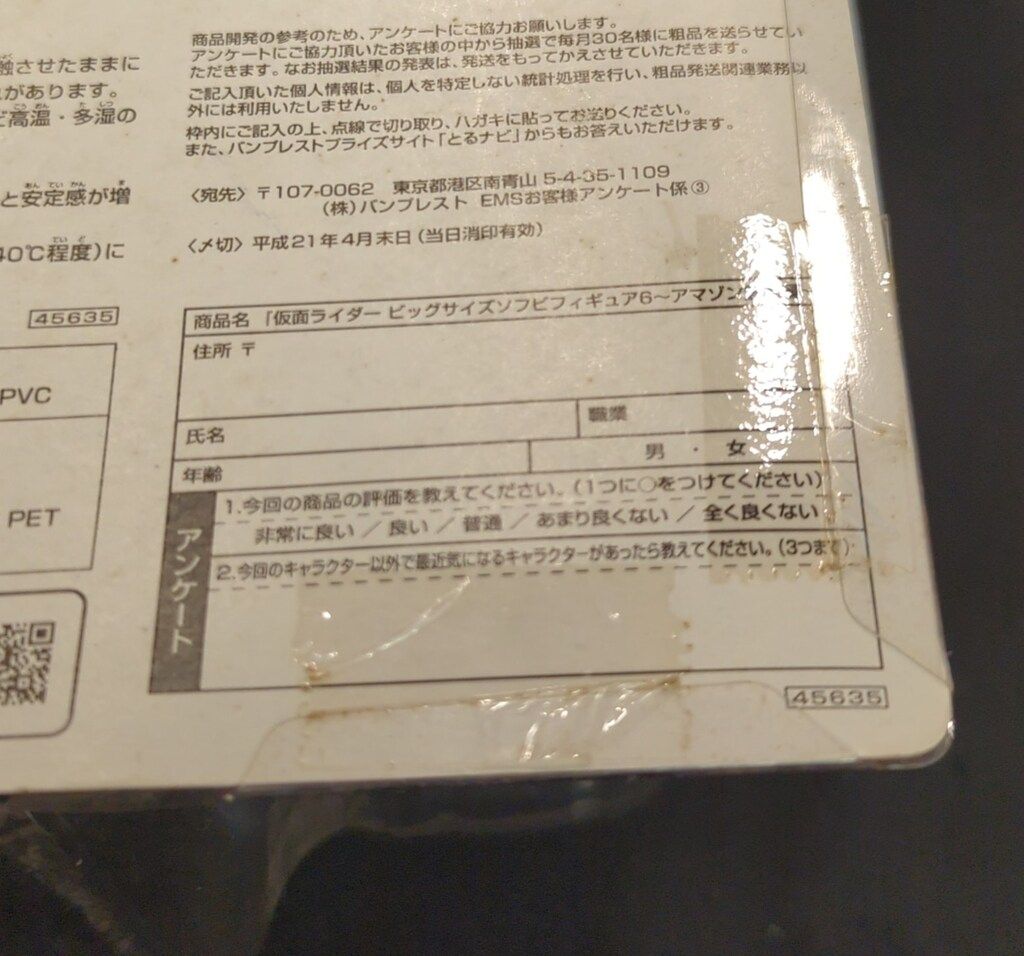 触させたままに
があります。
高温・多湿の
と安定感が増
40℃程度)に
45635
PVC
PET
商品開発の参考のため、アンケートにご協力お願いします。
アンケートにご協力頂いたお客様の中から抽選で毎月30名様に粗品を送らせてい
ただきます。なお抽選結果の発表は、発送をもってかえさせていただきます。
ご記入頂いた個人情報は、個人を特定しない統計処理を行い、粗品発送関連業務以
外には利用いたしません。
枠内にご記入の上、点線で切り取り、ハガキに貼ってお送りください。
また、バンプレストプライズサイト「とるナビ」からもお答えいただけます。
〈宛先〉〒107-0062 東京都港区南青山 5-4-35-1109
(株)バンプレスト EMSお客様アンケート係③
〈〆切〉平成21年4月末日(当日消印有効)
商品名 「仮面ライダー ビッグサイズソフビフィギュア6〜アマゾン
住所 〒
氏名
職業
年齢
男 ・ 女
アンケート
1.今回の商品の評価を教えてください。(1つに○をつけてください)
非常に良い / 良い / 普通 / あまり良くない / 全く良くない
2.今回のキャラクター以外で最近気になるキャラクターがあったら教えてください。(3つまで)
45635